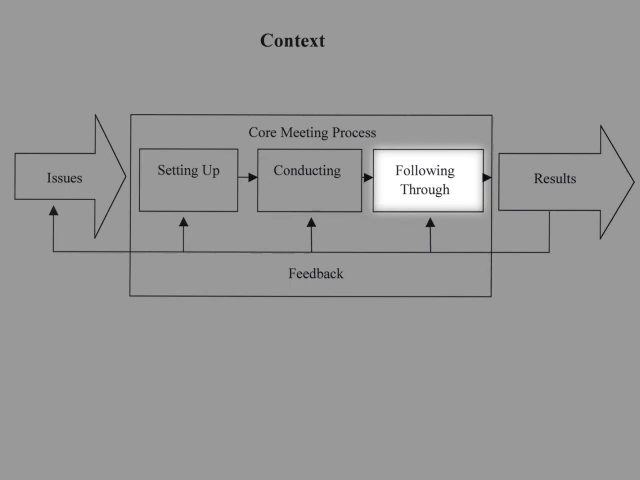 Context
Core Meeting Process
Issues
Setting Up
Conducting
Following
Through
Results
Feedback